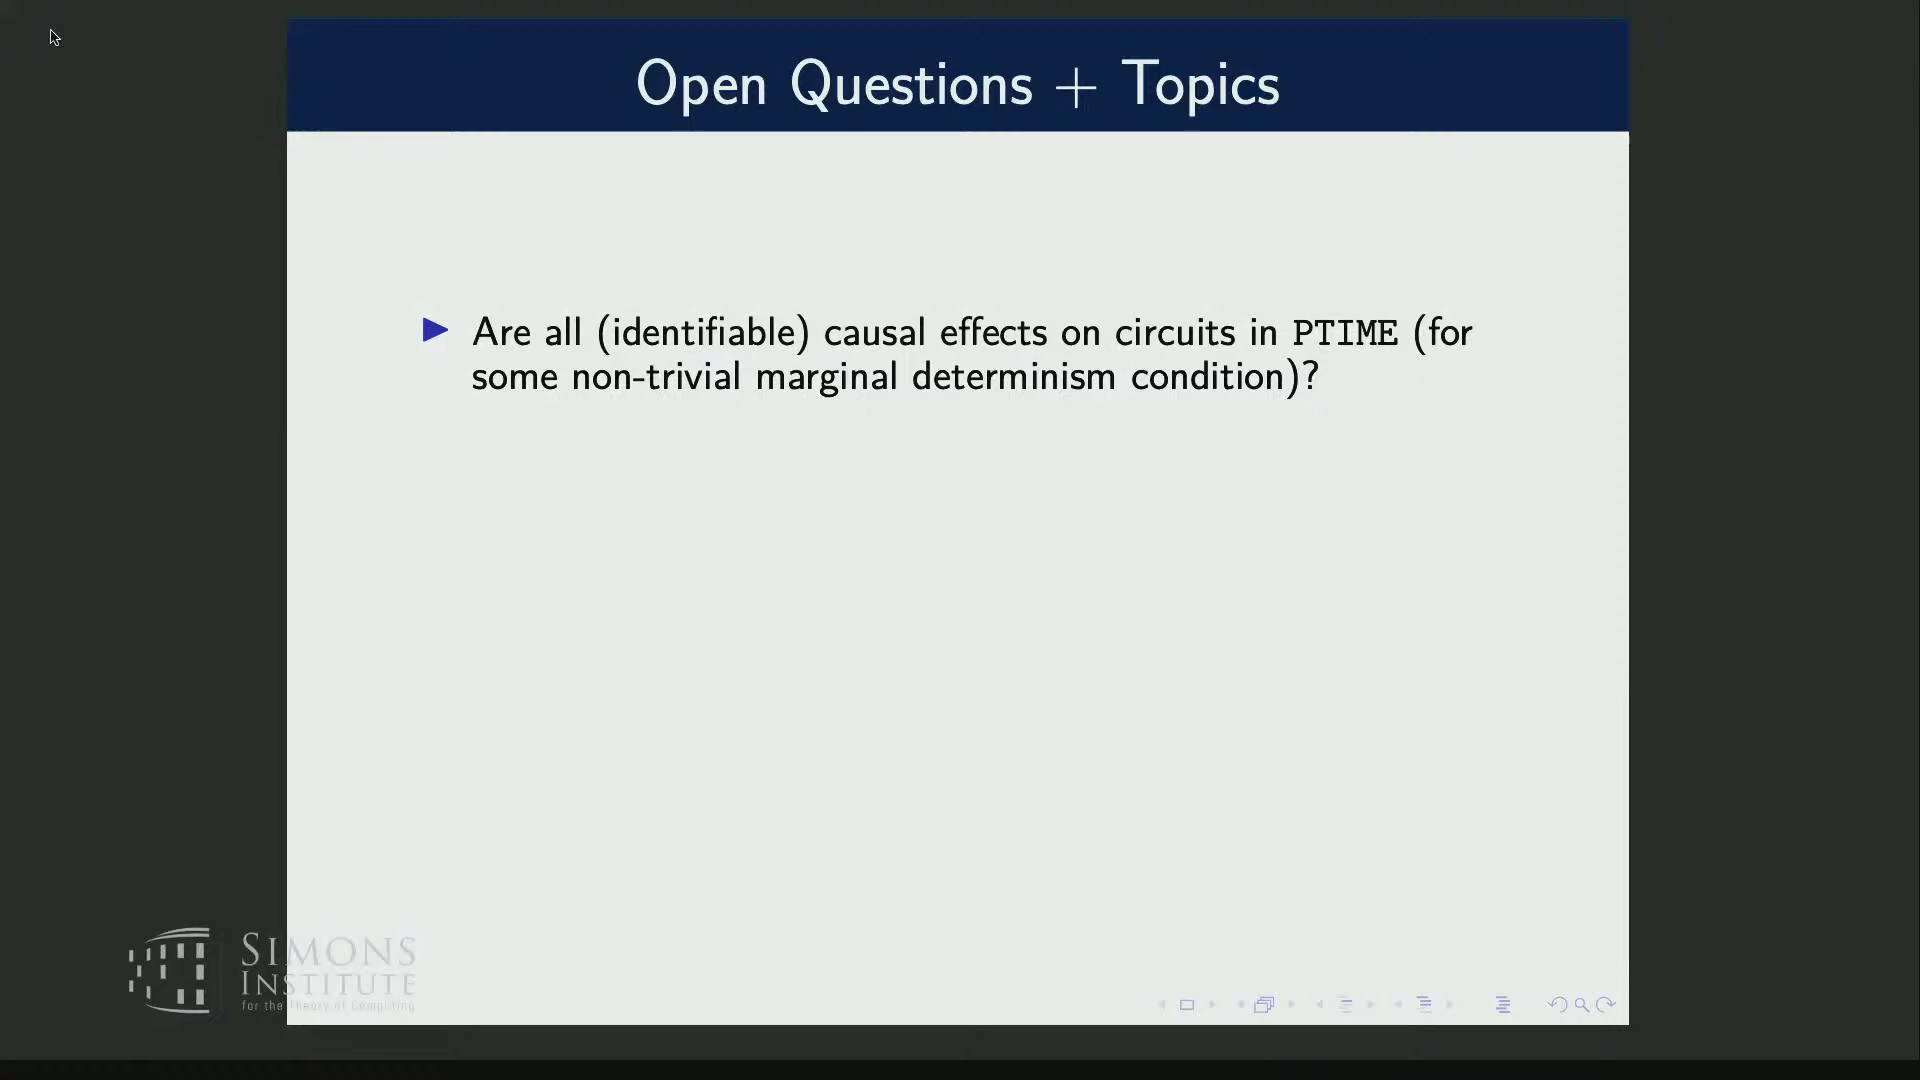 Open Questions + Topics
Are all (identifiable) causal effects on circuits in PTIME (for
some non-trivial marginal determinism condition)?
SIMONS
INSTITUTE
for the Theory of Computing